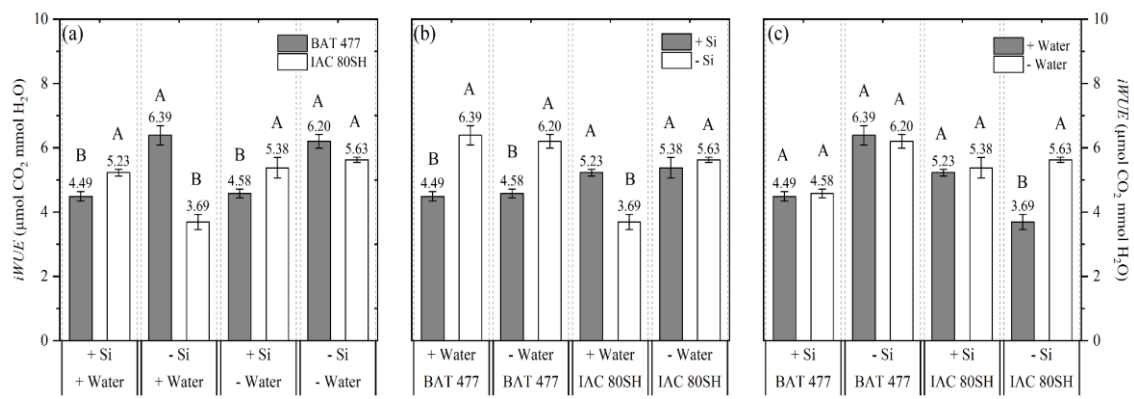 10
8
6
4
2
0
iWUE (µmol CO₂ mmol H₂O)
(a)
BAT 477
IAC 80SH
B
4.49
A
5.23
A
6.39
B
3.69
B
4.58
A
5.38
A
6.20
A
5.63
+ Si
- Si
+ Si
- Si
+ Water
+ Water
- Water
- Water
(b)
+ Si
- Si
B
4.49
A
6.39
B
4.58
A
6.20
A
5.23
B
3.69
A
5.38
A
5.63
+ Water
- Water
+ Water
- Water
BAT 477
BAT 477
IAC 80SH
IAC 80SH
(c)
+ Water
- Water
A
4.49
A
4.58
A
6.39
A
6.20
A
5.23
A
5.38
B
3.69
A
5.63
+ Si
- Si
+ Si
- Si
BAT 477
BAT 477
IAC 80SH
IAC 80SH
10
8
6
4
2
0
iWUE (µmol CO₂ mmol H₂O)